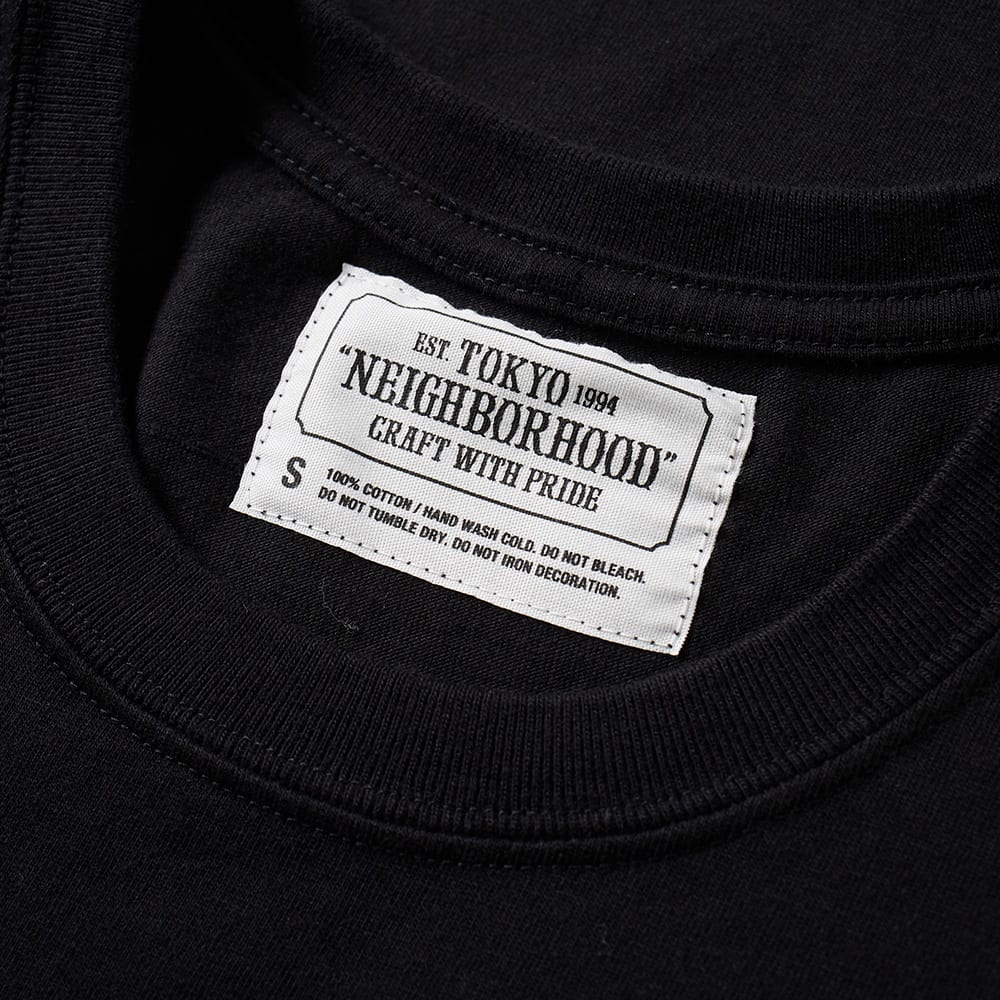 EST. TOKYO 1994
“NEIGHBORHOOD”
CRAFT WITH PRIDE
S
100% COTTON / HAND WASH COLD. DO NOT BLEACH.
DO NOT TUMBLE DRY. DO NOT IRON DECORATION.